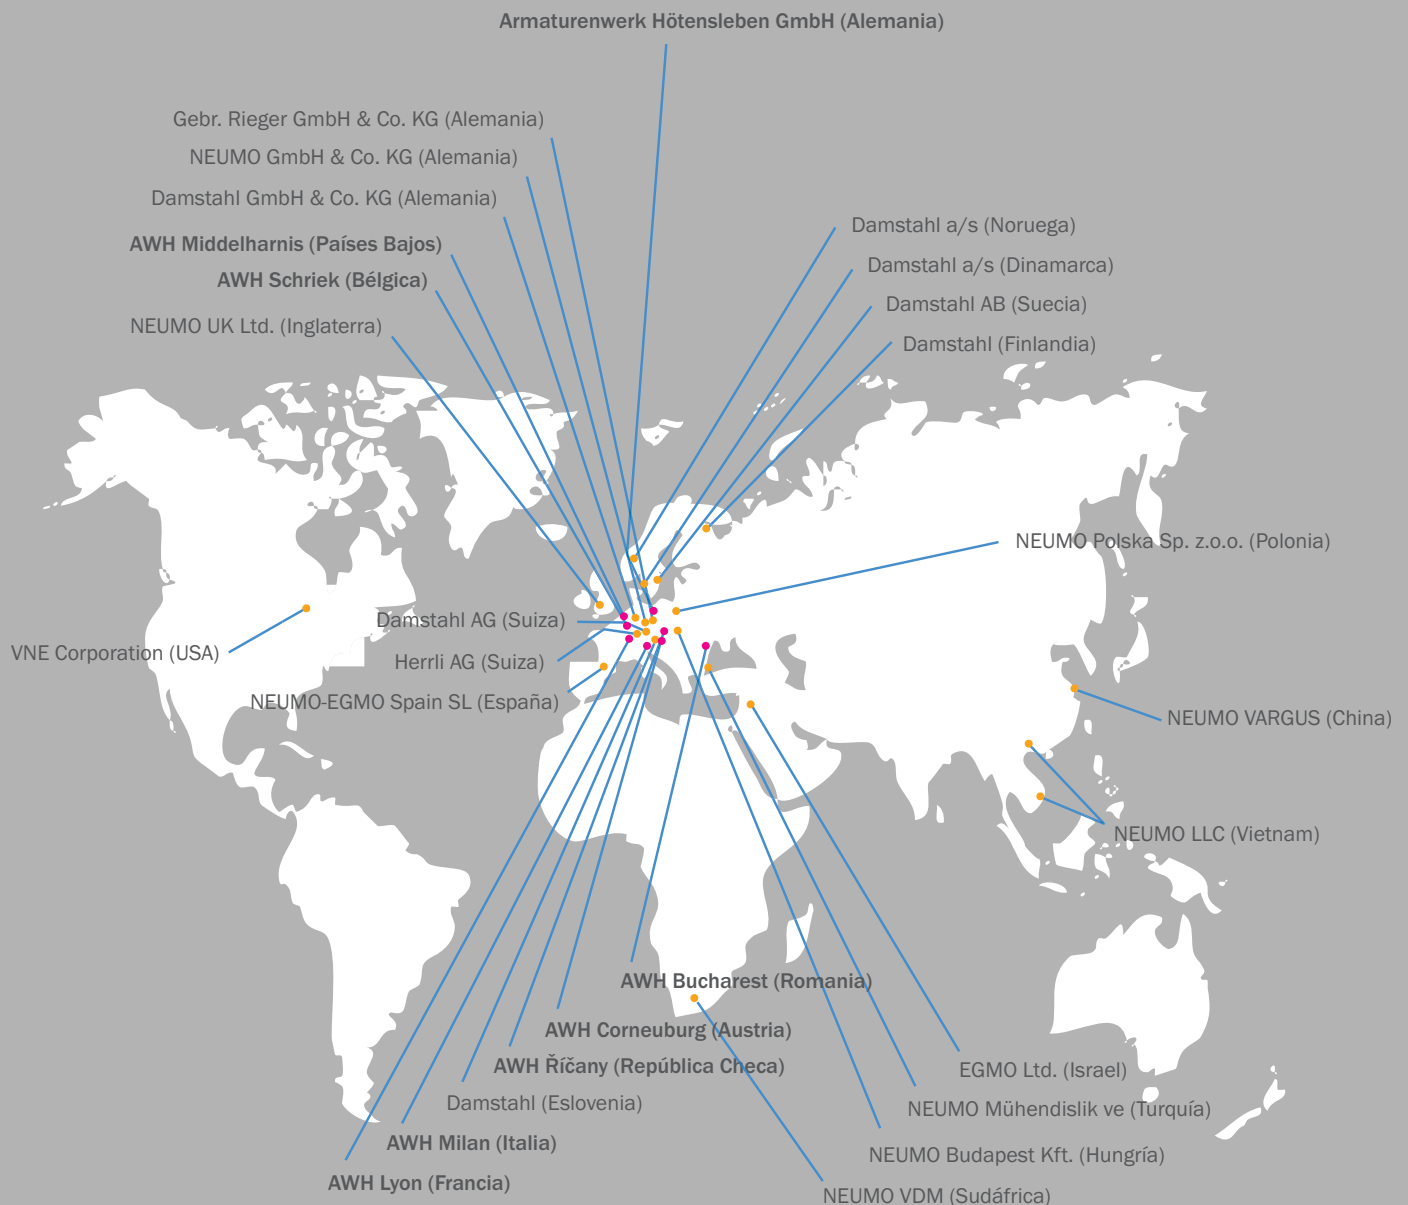 Armaturenwerk Hötensleben GmbH (Alemania)
Gebr. Rieger GmbH & Co. KG (Alemania)
NEUMO GmbH & Co. KG (Alemania)
Damstahl GmbH & Co. KG (Alemania)
AWH Middelharnis (Países Bajos)
AWH Schriek (Bélgica)
NEUMO UK Ltd. (Inglaterra)
Damstahl a/s (Noruega)
Damstahl a/s (Dinamarca)
Damstahl AB (Suecia)
Damstahl (Finlandia)
NEUMO Polska Sp. z.o.o. (Polonia)
Damstahl AG (Suiza)
VNE Corporation (USA)
Herrli AG (Suiza)
NEUMO-EGMO Spain SL (España)
NEUMO VARGUS (China)
NEUMO LLC (Vietnam)
AWH Bucharest (Romania)
AWH Corneuburg (Austria)
AWH Říčany (República Checa)
Damstahl (Eslovenia)
AWH Milan (Italia)
AWH Lyon (Francia)
EGMO Ltd. (Israel)
NEUMO Mühendislik ve (Turquía)
NEUMO Budapest Kft. (Hungría)
NEUMO VDM (Sudáfrica)